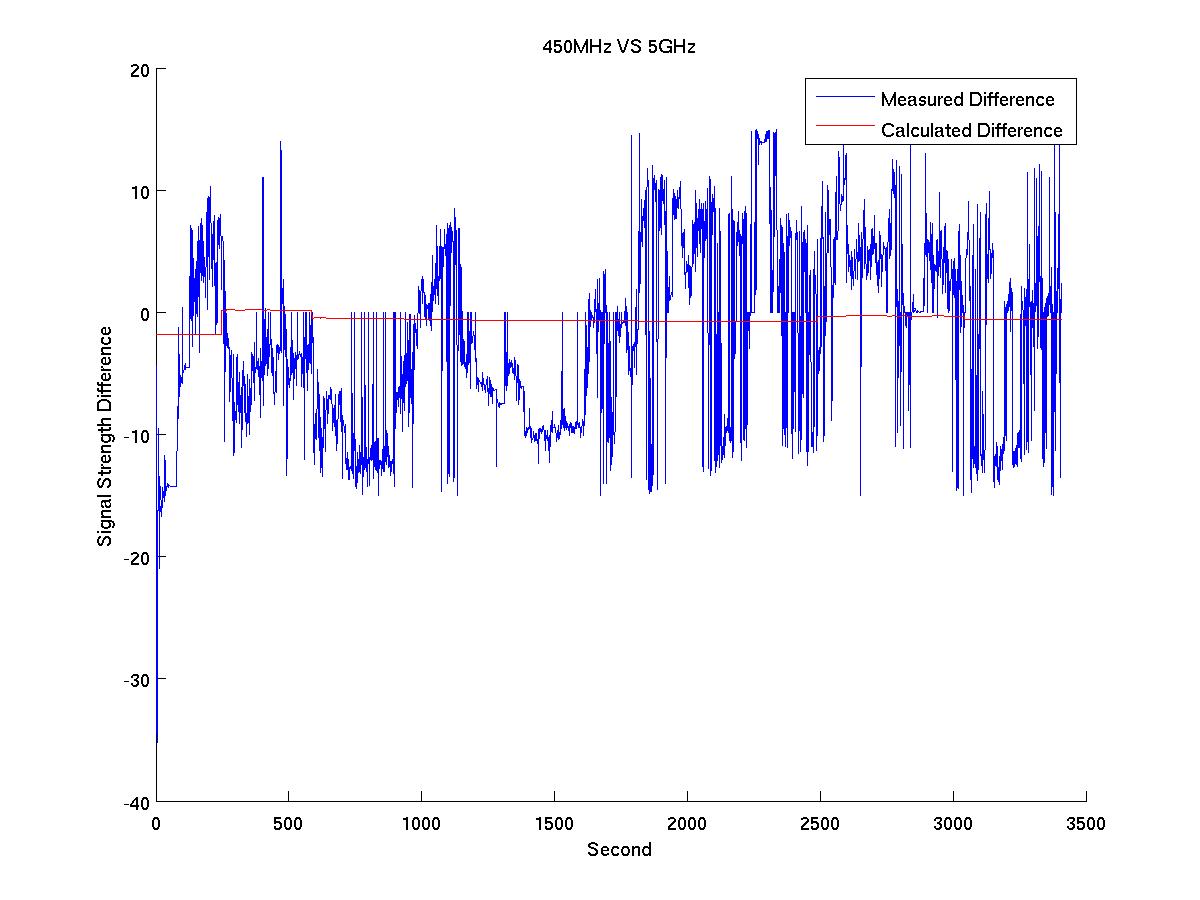 450MHz VS 5GHz
Measured Difference
Calculated Difference
20
10
0
-10
-20
-30
-40
Signal Strength Difference
0 500 1000 1500 2000 2500 3000 3500
Second